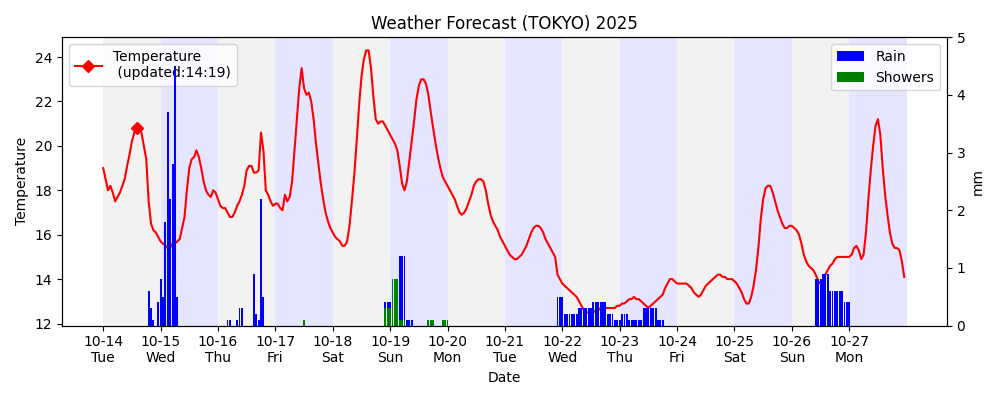 Weather Forecast (TOKYO) 2025
Temperature
(updated:14:19)
Rain
Showers
Temperature
24
22
20
18
16
14
12
5
4
3
2
1
0
mm
10-14 10-15 10-16 10-17 10-18 10-19 10-20 10-21 10-22 10-23 10-24 10-25 10-26 10-27
Tue Wed Thu Fri Sat Sun Mon Tue Wed Thu Fri Sat Sun Mon
Date